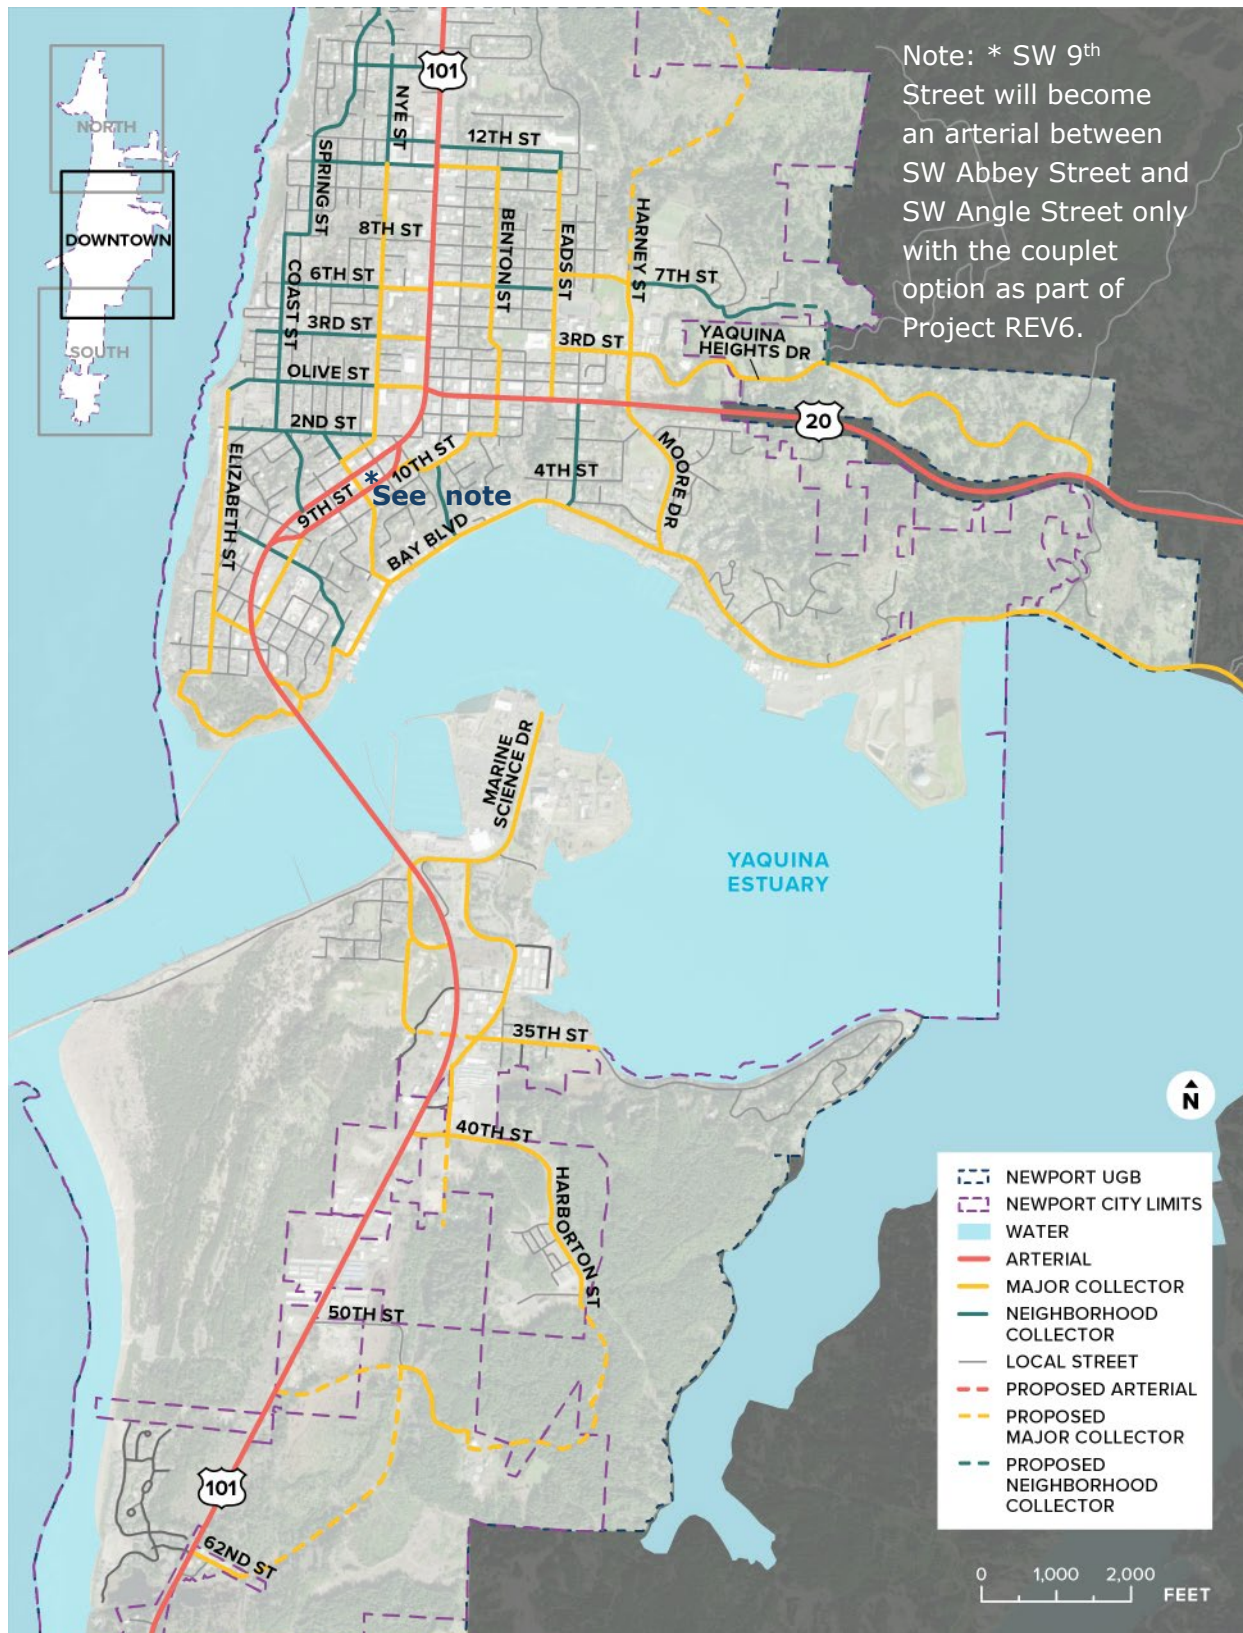 NORTH
DOWNTOWN
SOUTH
Note: * SW 9th
Street will become
an arterial between
SW Abbey Street and
SW Angle Street only
with the couplet
option as part of
Project REV6.
101
NYE ST
12TH ST
SPRING ST
8TH ST
BENTON ST
EADS ST
HARNEY ST
6TH ST
COAST ST
7TH ST
3RD ST
3RD ST
YAQUINA
HEIGHTS DR
OLIVE ST
20
2ND ST
ELIZABETH ST
10TH ST
4TH ST
MOORE DR
*
See note
9TH ST
BAY BLVD
MARINE
SCIENCE DR
YAQUINA
ESTUARY
35TH ST
40TH ST
HARBORTON ST
50TH ST
101
62ND ST
N
NEWPORT UGB
NEWPORT CITY LIMITS
WATER
ARTERIAL
MAJOR COLLECTOR
NEIGHBORHOOD
COLLECTOR
LOCAL STREET
PROPOSED ARTERIAL
PROPOSED
MAJOR COLLECTOR
PROPOSED
NEIGHBORHOOD
COLLECTOR
0 1,000 2,000
FEET